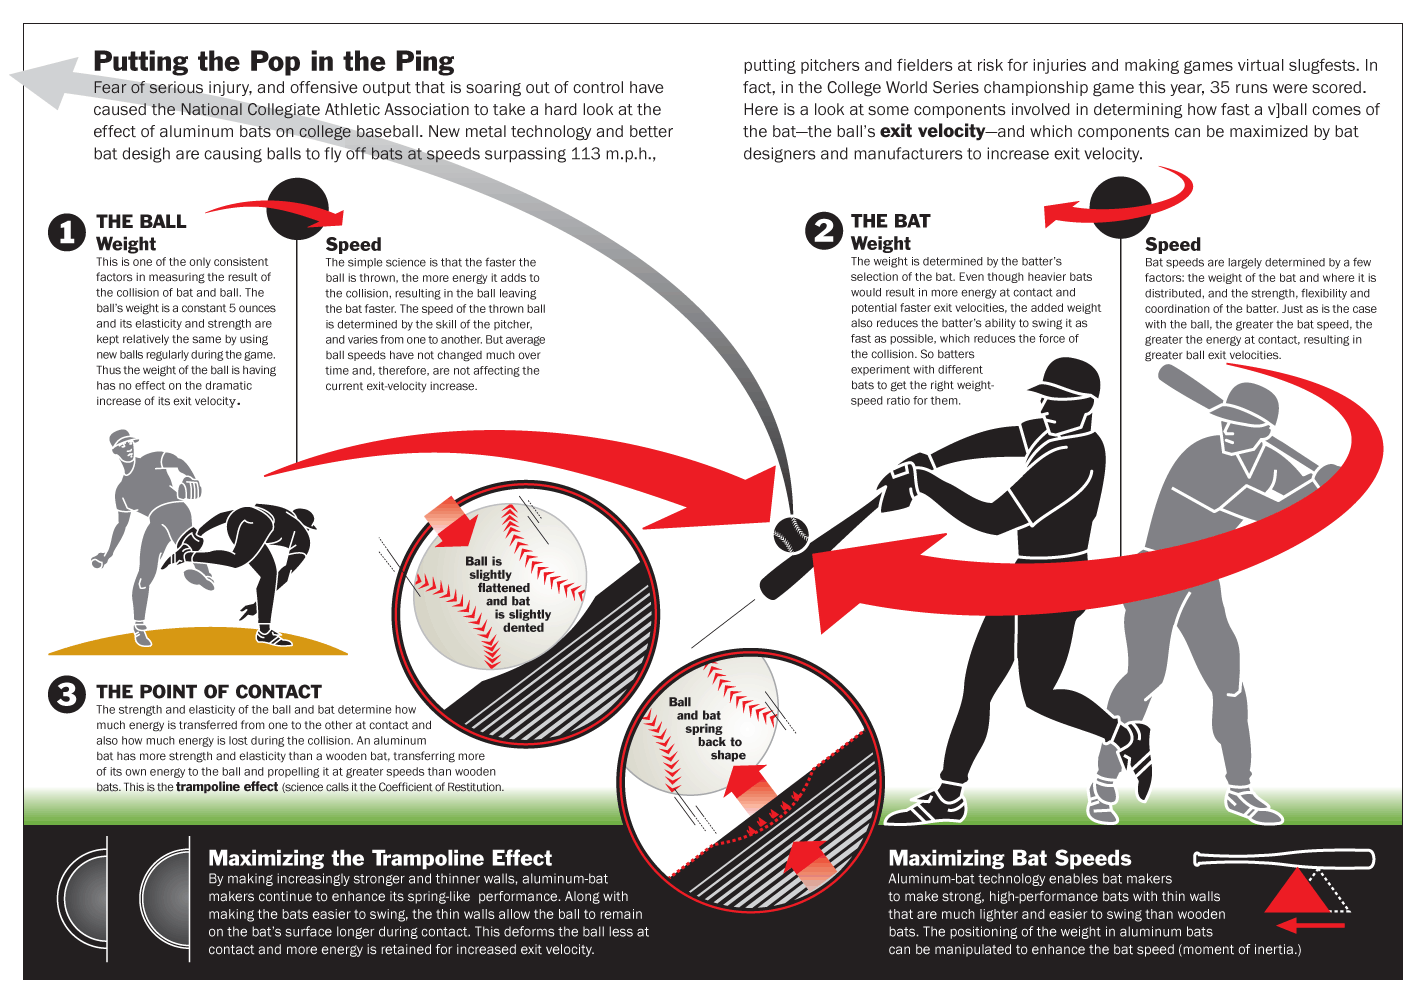 Putting the Pop in the Ping
Fear of serious injury, and offensive output that is soaring out of control have
caused the National Collegiate Athletic Association to take a hard look at the
effect of aluminum bats on college baseball. New metal technology and better
bat desigh are causing balls to fly off bats at speeds surpassing 113 m.p.h.,
putting pitchers and fielders at risk for injuries and making games virtual slugfests. In
fact, in the College World Series championship game this year, 35 runs were scored.
Here is a look at some components involved in determining how fast a v]ball comes of
the bat—the ball's exit velocity—and which components can be maximized by bat
designers and manufacturers to increase exit velocity.
1
THE BALL
Weight
This is one of the only consistent
factors in measuring the result of
the collision of bat and ball. The
ball's weight is a constant 5 ounces
and its elasticity and strength are
kept relatively the same by using
new balls regularly during the game.
Thus the weight of the ball is having
has no effect on the dramatic
increase of its exit velocity.
Speed
The simple science is that the faster the
ball is thrown, the more energy it adds to
the collision, resulting in the ball leaving
the bat faster. The speed of the thrown ball
is determined by the skill of the pitcher,
and varies from one to another. But average
ball speeds have not changed much over
time and, therefore, are not affecting the
current exit-velocity increase.
2
THE BAT
Weight
The weight is determined by the batter's
selection of the bat. Even though heavier bats
would result in more energy at contact and
potential faster exit velocities, the added weight
also reduces the batter's ability to swing it as
fast as possible, which reduces the force of
the collision. So batters
experiment with different
bats to get the right weight-
speed ratio for them.
Speed
Bat speeds are largely determined by a few
factors: the weight of the bat and where it is
distributed, and the strength, flexibility and
coordination of the batter. Just as is the case
with the ball, the greater the bat speed, the
greater the energy at contact, resulting in
greater ball exit velocities.
Ball is
slightly
flattened
and bat
is slightly
dented
3
THE POINT OF CONTACT
The strength and elasticity of the ball and bat determine how
much energy is transferred from one to the other at contact and
also how much energy is lost during the collision. An aluminum
bat has more strength and elasticity than a wooden bat, transferring more
of its own energy to the ball and propelling it at greater speeds than wooden
bats. This is the trampoline effect (science calls it the Coefficient of Restitution.
Ball
and bat
spring
back to
shape
Maximizing the Trampoline Effect
By making increasingly stronger and thinner walls, aluminum-bat
makers continue to enhance its spring-like performance. Along with
making the bats easier to swing, the thin walls allow the ball to remain
on the bat's surface longer during contact. This deforms the ball less at
contact and more energy is retained for increased exit velocity.
Maximizing Bat Speeds
Aluminum-bat technology enables bat makers
to make strong, high-performance bats with thin walls
that are much lighter and easier to swing than wooden
bats. The positioning of the weight in aluminum bats
can be manipulated to enhance the bat speed (moment of inertia.)